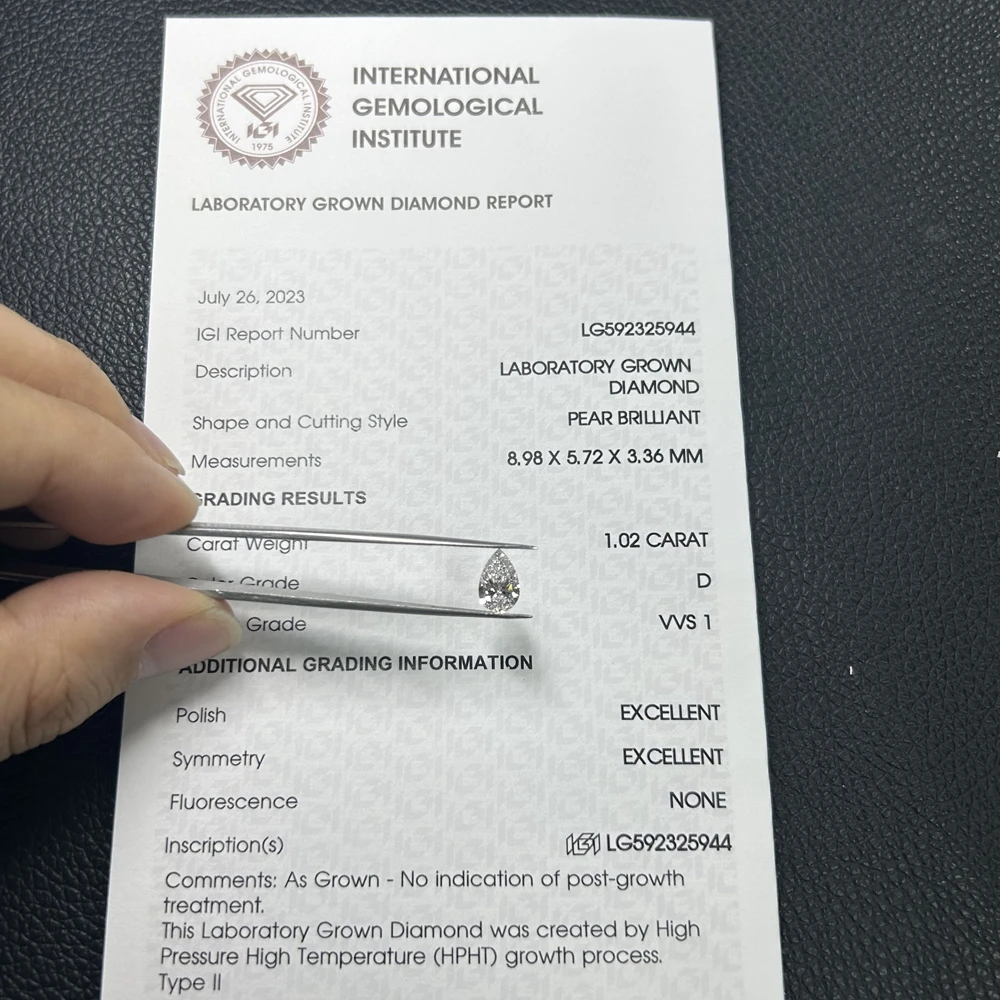 INTERNATIONAL GEMOLOGICAL INSTITUTE
IGI
1975
INTERNATIONAL
GEMOLOGICAL
INSTITUTE
LABORATORY GROWN DIAMOND REPORT
July 26, 2023
IGI Report Number LG592325944
Description LABORATORY GROWN
DIAMOND
Shape and Cutting Style PEAR BRILLIANT
Measurements 8.98 X 5.72 X 3.36 MM
GRADING RESULTS
Carat Weight 1.02 CARAT
Grade D
Grade VVS 1
ADDITIONAL GRADING INFORMATION
Polish EXCELLENT
Symmetry EXCELLENT
Fluorescence NONE
Inscription(s) IGI LG592325944
Comments: As Grown - No indication of post-growth
treatment.
This Laboratory Grown Diamond was created by High
Pressure High Temperature (HPHT) growth process.
Type II